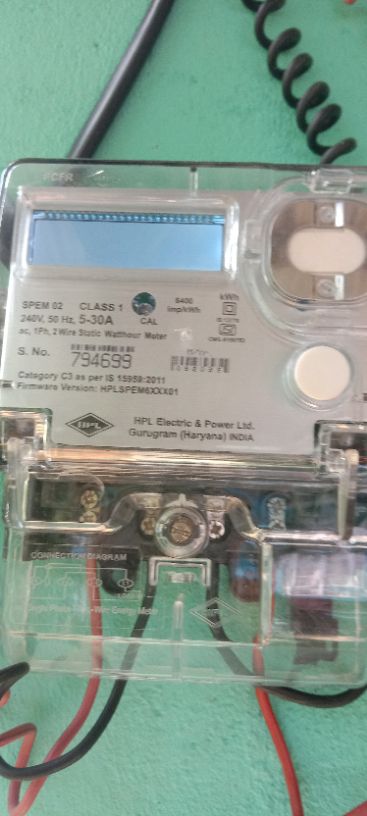 SPEM 02 CLASS 1 6400 kWh
240V, 50 Hz, 5-30A CAL imp/kWh
ac, 1Ph, 2 Wire Static Watthour Meter
S. No. 794699
Category C3 as per IS 15959:2011
Firmware Version: HPLSPEM6XXX01
HPL HPL Electric & Power Ltd.
Gurugram (Haryana) INDIA
CONNECTION DIAGRAM
HPL